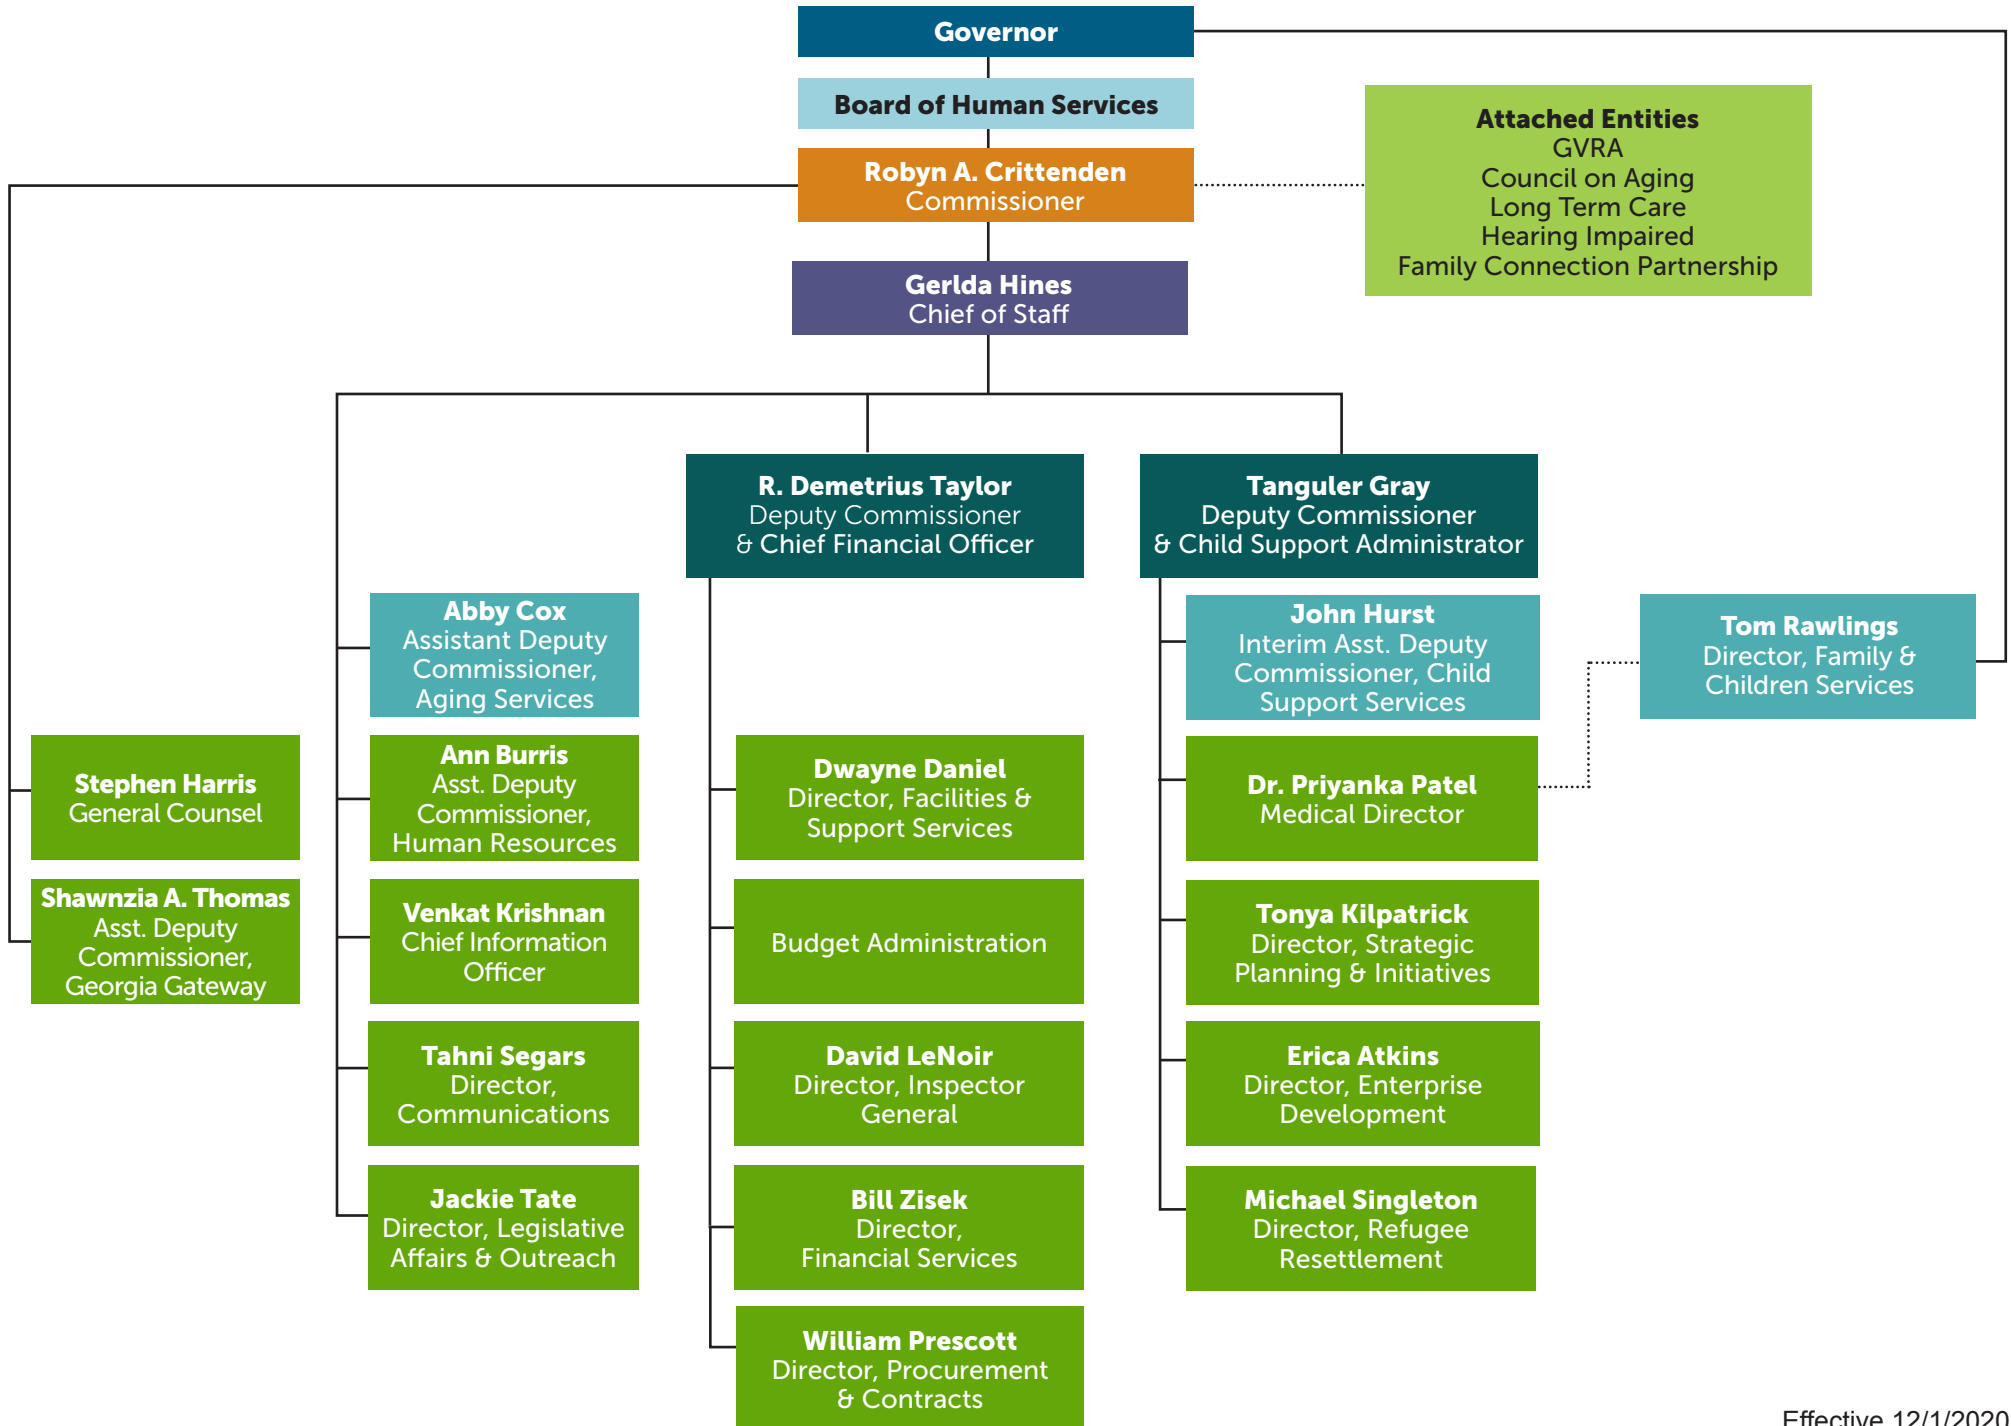 Governor
Board of Human Services
Attached Entities
GVRA
Council on Aging
Long Term Care
Hearing Impaired
Family Connection Partnership
Robyn A. Crittenden
Commissioner
Gerlda Hines
Chief of Staff
R. Demetrius Taylor
Deputy Commissioner
& Chief Financial Officer
Tanguler Gray
Deputy Commissioner
& Child Support Administrator
Stephen Harris
General Counsel
Shawnzia A. Thomas
Asst. Deputy
Commissioner,
Georgia Gateway
Abby Cox
Assistant Deputy
Commissioner,
Aging Services
Ann Burris
Asst. Deputy
Commissioner,
Human Resources
Venkat Krishnan
Chief Information
Officer
Tahni Segars
Director,
Communications
Jackie Tate
Director, Legislative
Affairs & Outreach
Dwayne Daniel
Director, Facilities &
Support Services
Budget Administration
David LeNoir
Director, Inspector
General
Bill Zisek
Director,
Financial Services
William Prescott
Director, Procurement
& Contracts
John Hurst
Interim Asst. Deputy
Commissioner, Child
Support Services
Dr. Priyanka Patel
Medical Director
Tonya Kilpatrick
Director, Strategic
Planning & Initiatives
Erica Atkins
Director, Enterprise
Development
Michael Singleton
Director, Refugee
Resettlement
Tom Rawlings
Director, Family &
Children Services
Effective 12/1/2020